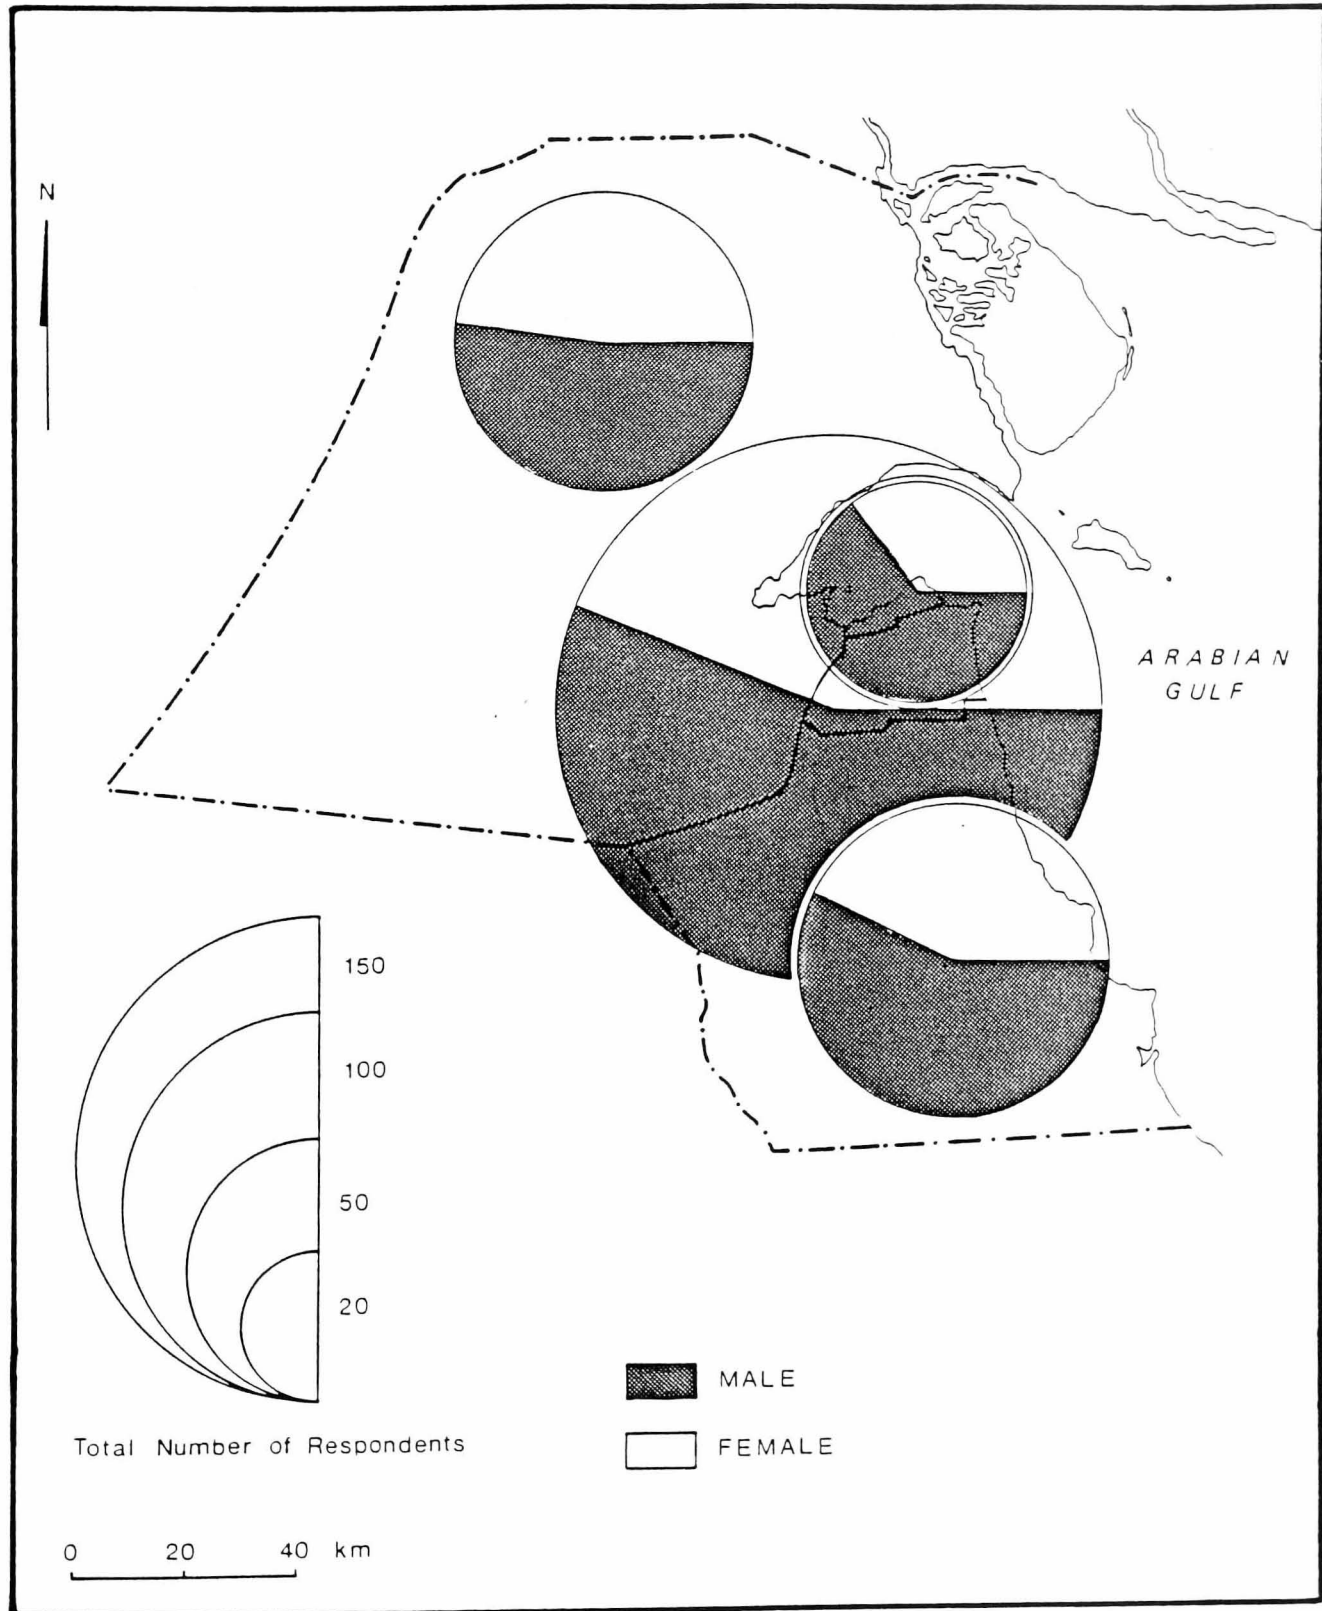 N
ARABIAN
GULF
150
100
50
20
Total Number of Respondents
MALE
FEMALE
0 20 40 km